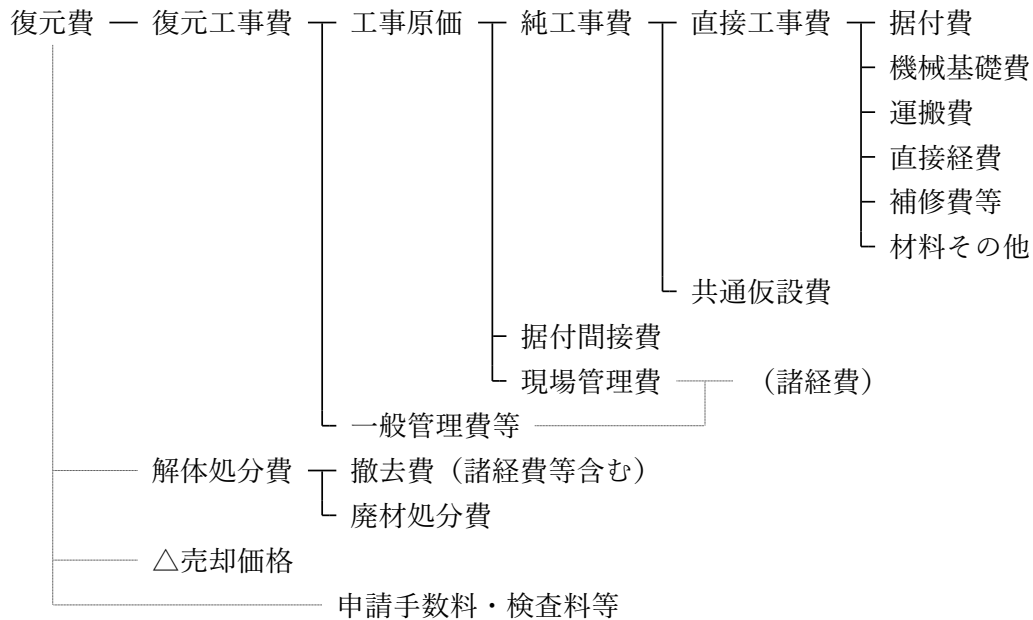 復元費 復元工事費 工事原価 純工事費 直接工事費 据付費
機械基礎費
運搬費
直接経費
補修費等
材料その他
共通仮設費
据付間接費
現場管理費 （諸経費）
一般管理費等
解体処分費 撤去費（諸経費等含む）
廃材処分費
△売却価格
申請手数料・検査料等